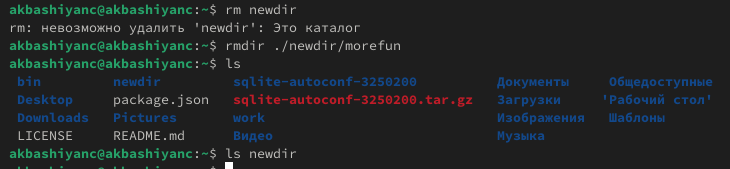 akbashiyanc@akbashiyanc:~$ rm newdir
rm: невозможно удалить 'newdir': Это каталог
akbashiyanc@akbashiyanc:~$ rmdir ./newdir/morefun
akbashiyanc@akbashiyanc:~$ ls
bin newdir sqlite-autoconf-3250200 Документы Общедоступные
Desktop package.json sqlite-autoconf-3250200.tar.gz Загрузки 'Рабочий стол'
Downloads Pictures work Изображения Шаблоны
LICENSE README.md Видео Музыка
akbashiyanc@akbashiyanc:~$ ls newdir
akbashiyanc@akbashiyanc:~$